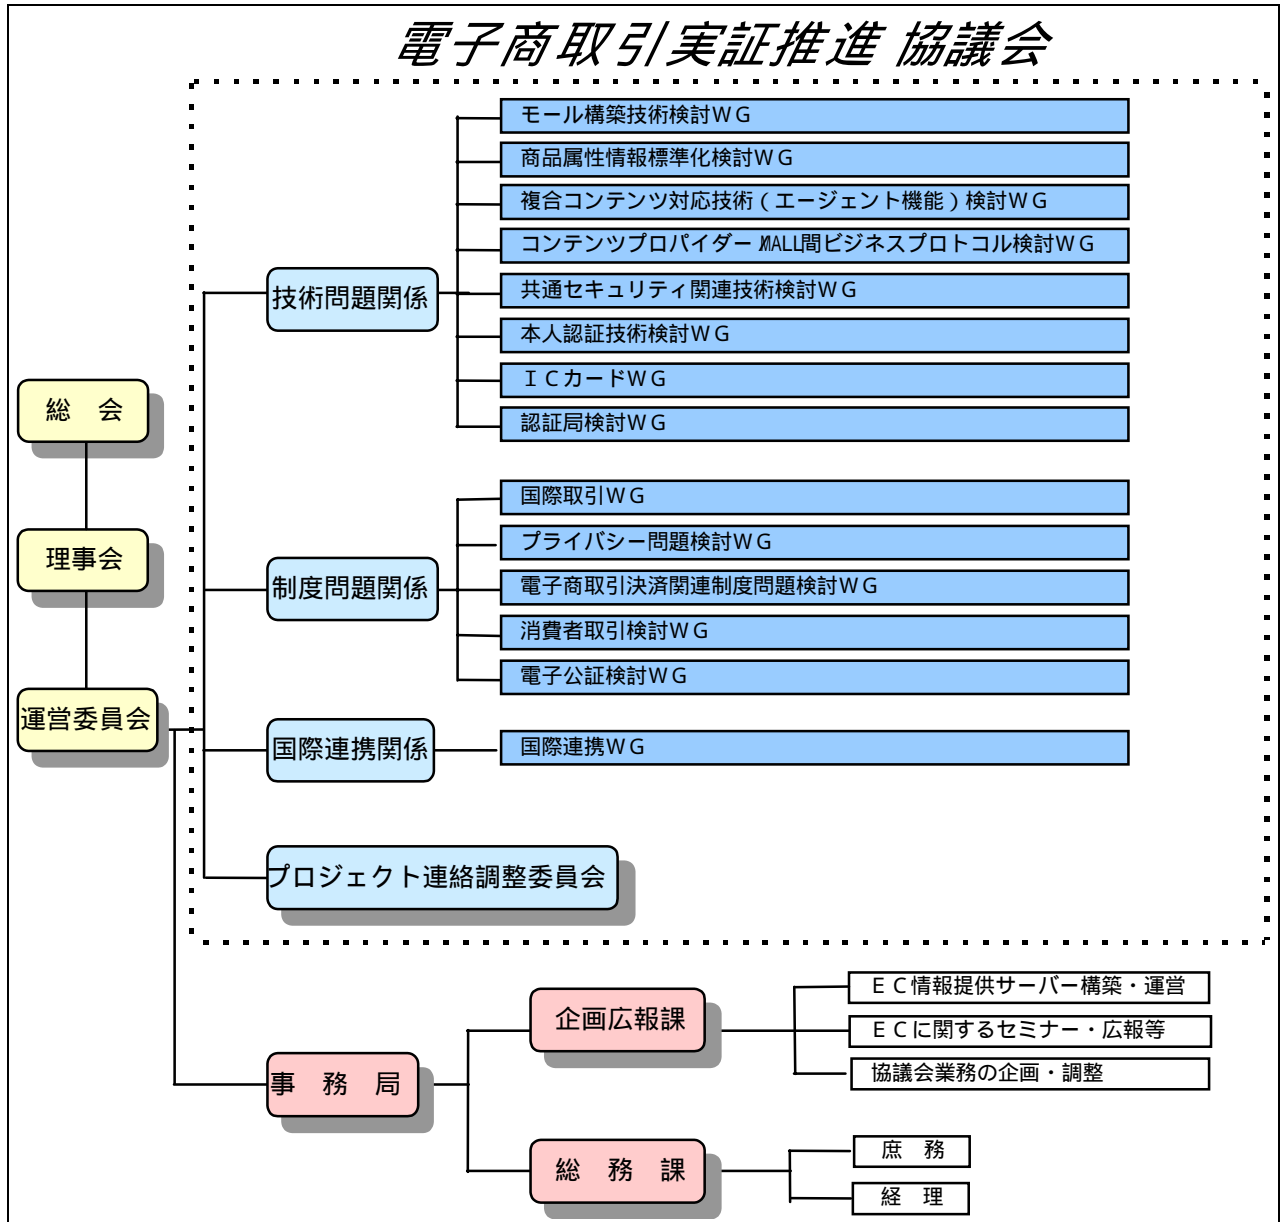 電子商取引実証推進 協議会
モール構築技術検討ＷＧ
商品属性情報標準化検討ＷＧ
複合コンテンツ対応技術（エージェント機能）検討ＷＧ
コンテンツプロバイダー/MALL間ビジネスプロトコル検討ＷＧ
技術問題関係
共通セキュリティ関連技術検討ＷＧ
本人認証技術検討ＷＧ
ＩＣカードＷＧ
認証局検討ＷＧ
総　会
国際取引ＷＧ
プライバシー問題検討ＷＧ
理事会
制度問題関係
電子商取引決済関連制度問題検討ＷＧ
消費者取引検討ＷＧ
電子公証検討ＷＧ
運営委員会
国際連携関係
国際連携ＷＧ
プロジェクト連絡調整委員会
企画広報課
ＥＣ情報提供サーバー構築・運営
ＥＣに関するセミナー・広報等
協議会業務の企画・調整
事　務　局
総　務　課
庶　務
経　理